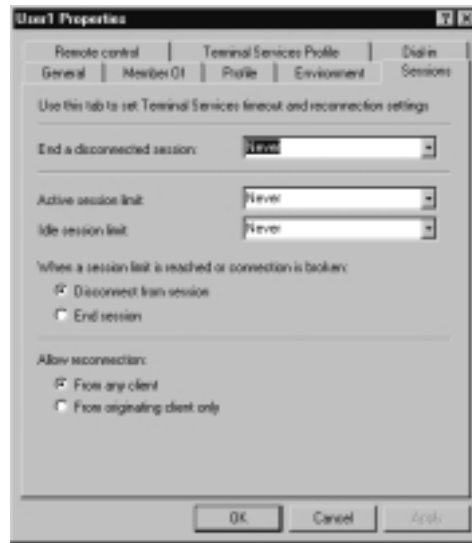 User1 Properties
Remote control Terminal Services Profile Dial-in
General Member Of Profile Environment Sessions
Use this tab to set Terminal Services timeout and reconnection settings
End a disconnected session: Never
Active session limit: Never
Idle session limit: Never
When a session limit is reached or connection is broken:
Disconnect from session
End session
Allow reconnection:
From any client
From originating client only
OK Cancel Apply